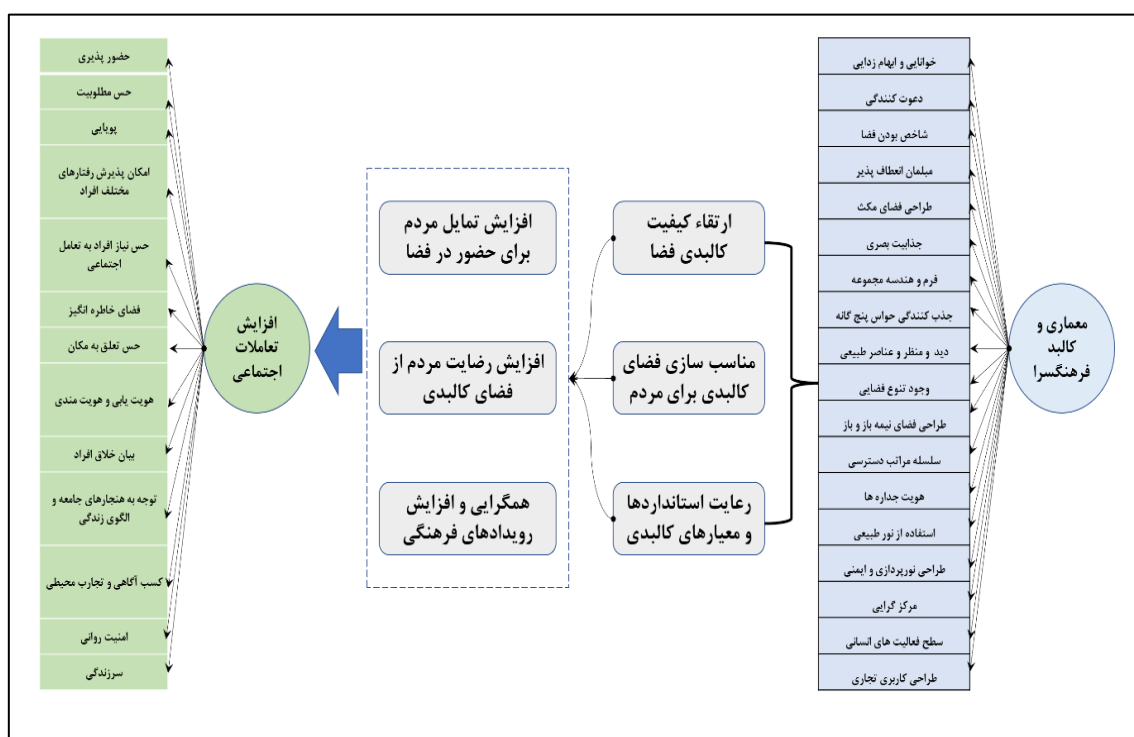 معماری و
کالبد
فرهنگسرا
خوانایی و ابهام زدایی
دعوت کنندگی
شاخص بودن فضا
مبلمان انعطاف پذیر
طراحی فضای مکث
جذابیت بصری
فرم و هندسه مجموعه
جذب کنندگی حواس پنج گانه
دید و منظر و عناصر طبیعی
وجود تنوع فضایی
طراحی فضای نیمه باز و باز
سلسله مراتب دسترسی
هویت جداره ها
استفاده از نور طبیعی
طراحی نورپردازی و ایمنی
مرکز گرایی
سطح فعالیت های انسانی
طراحی کاربری تجاری
ارتقاء کیفیت
کالبدی فضا
مناسب سازی فضای
کالبدی برای مردم
رعایت استانداردها
و معیارهای کالبدی
افزایش تمایل مردم
برای حضور در فضا
افزایش رضایت مردم از
فضای کالبدی
همگرایی و افزایش
رویدادهای فرهنگی
افزایش
تعاملات
اجتماعی
حضور پذیری
حس مطلوبیت
پویایی
امکان پذیرش رفتارهای
مختلف افراد
حس نیاز افراد به تعامل
اجتماعی
فضای خاطره انگیز
حس تعلق به مکان
هویت یابی و هویت مندی
بیان خلاق افراد
توجه به هنجارهای جامعه و
الگوی زندگی
کسب آگاهی و تجارب محیطی
امنیت روانی
سرزندگی